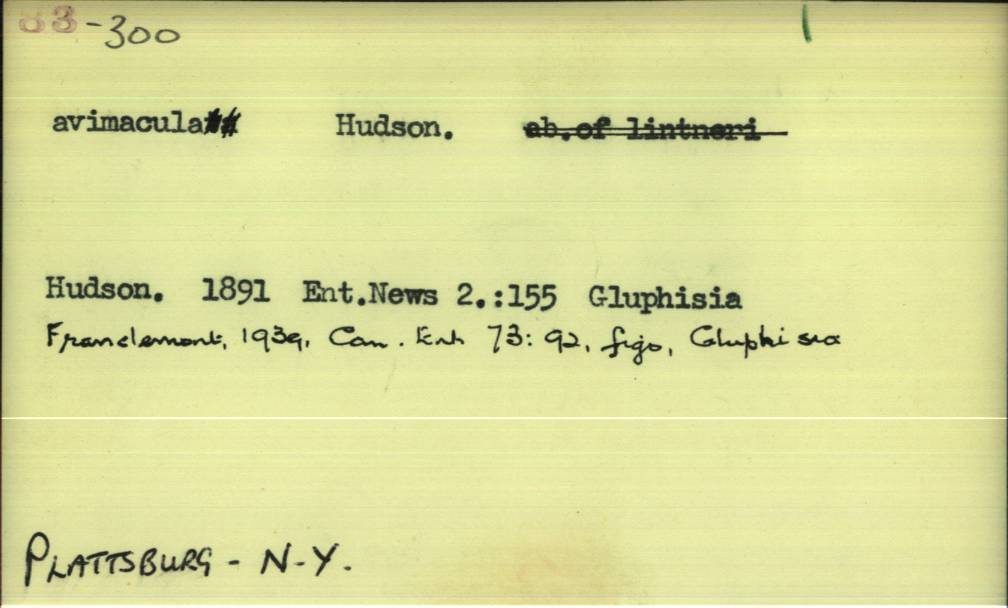 83-300
avimacula Hudson. ab.of lintneri
Hudson. 1891 Ent.News 2.:155 Gluphisia
Franclemont, 1939, Can. Ent 73: 92, figs, Gluphisia
PLATTSBURG - N-Y.